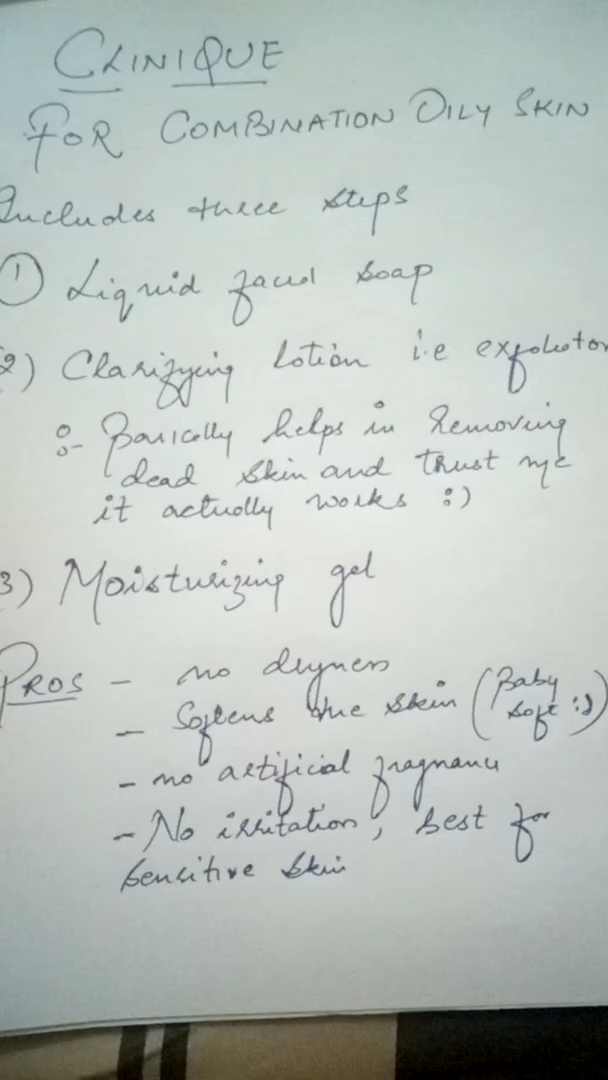 CLINIQUE
FOR COMBINATION OILY SKIN
Includes three steps
1) Liquid facial soap
2) Clarifying Lotion i.e exfoliator
:- Basically helps in Removing
dead skin and trust me
it actually works :)
3) Moisturizing gel
PROS - no dryness
- Softens the skin (Baby
soft :))
- no artificial fragnance
- No irritation, best for
sensitive skin